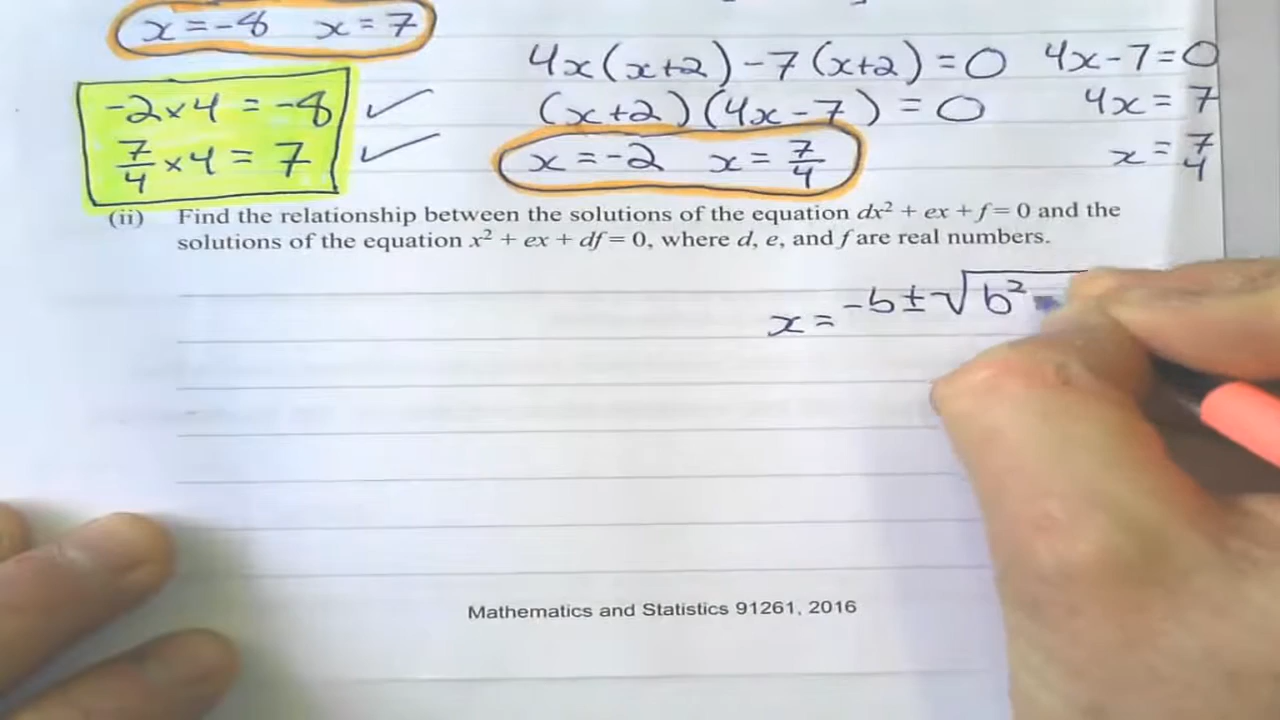 x = -8 x = 7
4x(x+2) - 7(x+2) = 0
4x - 7 = 0
-2 x 4 = -8 ✓
(x+2)(4x-7) = 0
4x = 7
7/4 x 4 = 7 ✓
x = -2 x = 7/4
x = 7/4
(ii) Find the relationship between the solutions of the equation dx² + ex + f = 0 and the
solutions of the equation x² + ex + df = 0, where d, e, and f are real numbers.
x = -b ± √b²
Mathematics and Statistics 91261, 2016